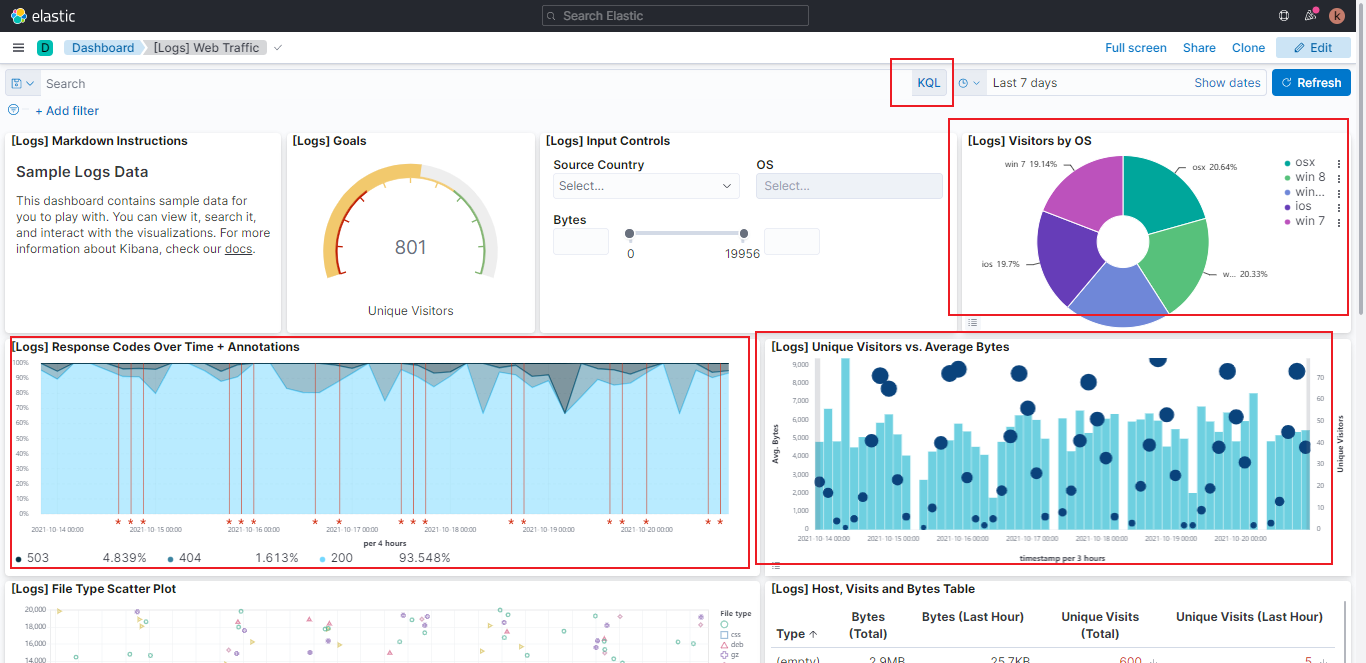 elastic
Search Elastic
k
D
Dashboard
[Logs] Web Traffic
Full screen
Share
Clone
Edit
Search
KQL
Last 7 days
Show dates
Refresh
+ Add filter
[Logs] Markdown Instructions
Sample Logs Data
This dashboard contains sample data for
you to play with. You can view it, search it,
and interact with the visualizations. For more
information about Kibana, check our docs.
[Logs] Goals
801
Unique Visitors
[Logs] Input Controls
Source Country
Select...
OS
Select...
Bytes
0
19956
[Logs] Visitors by OS
win 7 19.14%
osx 20.64%
ios 19.7%
w... 20.33%
osx
win 8
win...
ios
win 7
[Logs] Response Codes Over Time + Annotations
100%
90%
80%
70%
60%
50%
40%
30%
20%
10%
0%
2021-10-14 00:00
2021-10-15 00:00
2021-10-16 00:00
2021-10-17 00:00
2021-10-18 00:00
2021-10-19 00:00
2021-10-20 00:00
per 4 hours
503 4.839%
404 1.613%
200 93.548%
[Logs] Unique Visitors vs. Average Bytes
Avg. Bytes
9,000
8,000
7,000
6,000
5,000
4,000
3,000
2,000
1,000
0
70
60
50
40
30
20
10
0
Unique Visitors
2021-10-14 00:00
2021-10-15 00:00
2021-10-16 00:00
2021-10-17 00:00
2021-10-18 00:00
2021-10-19 00:00
2021-10-20 00:00
timestamp per 3 hours
[Logs] File Type Scatter Plot
20,000
18,000
16,000
14,000
File type
css
deb
gz
[Logs] Host, Visits and Bytes Table
Type
Bytes
(Total)
Bytes (Last Hour)
Unique Visits
(Total)
Unique Visits (Last Hour)
(empty) 2.9MB 25.7KB 600 5